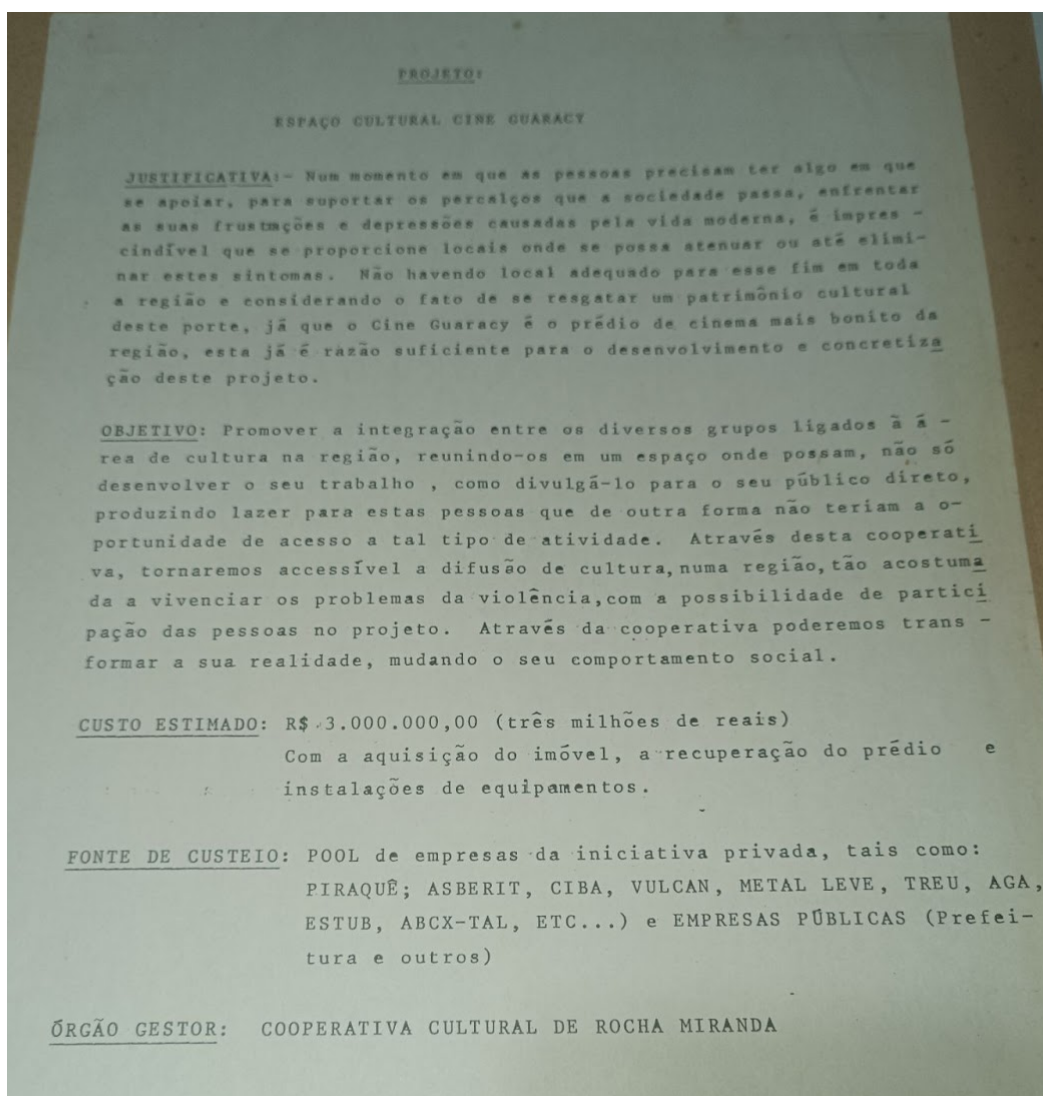 PROJETO:
ESPAÇO CULTURAL CINE GUARACY
JUSTIFICATIVA:- Num momento em que as pessoas precisam ter algo em que
se apoiar, para suportar os percalços que a sociedade passa, enfrentar
as suas frustmções e depressões causadas pela vida moderna, é impres -
cindível que se proporcione locais onde se possa atenuar ou até elimi-
nar estes sintomas. Não havendo local adequado para esse fim em toda
a região e considerando o fato de se resgatar um patrimônio cultural
deste porte, já que o Cine Guaracy é o prédio de cinema mais bonito da
região, esta já é razão suficiente para o desenvolvimento e concretiza
ção deste projeto.
OBJETIVO: Promover a integração entre os diversos grupos ligados à á -
rea de cultura na região, reunindo-os em um espaço onde possam, não só
desenvolver o seu trabalho , como divulgá-lo para o seu público direto,
produzindo lazer para estas pessoas que de outra forma não teriam a o-
portunidade de acesso a tal tipo de atividade. Através desta cooperati
va, tornaremos accessível a difusão de cultura, numa região, tão acostuma
da a vivenciar os problemas da violência, com a possibilidade de partici
pação das pessoas no projeto. Através da cooperativa poderemos trans -
formar a sua realidade, mudando o seu comportamento social.
CUSTO ESTIMADO: R$ 3.000.000,00 (três milhões de reais)
Com a aquisição do imóvel, a recuperação do prédio e
instalações de equipamentos.
FONTE DE CUSTEIO: POOL de empresas da iniciativa privada, tais como:
PIRAQUÊ; ASBERIT, CIBA, VULCAN, METAL LEVE, TREU, AGA,
ESTUB, ABCX-TAL, ETC...) e EMPRESAS PÚBLICAS (Prefei-
tura e outros)
ÓRGÃO GESTOR: COOPERATIVA CULTURAL DE ROCHA MIRANDA